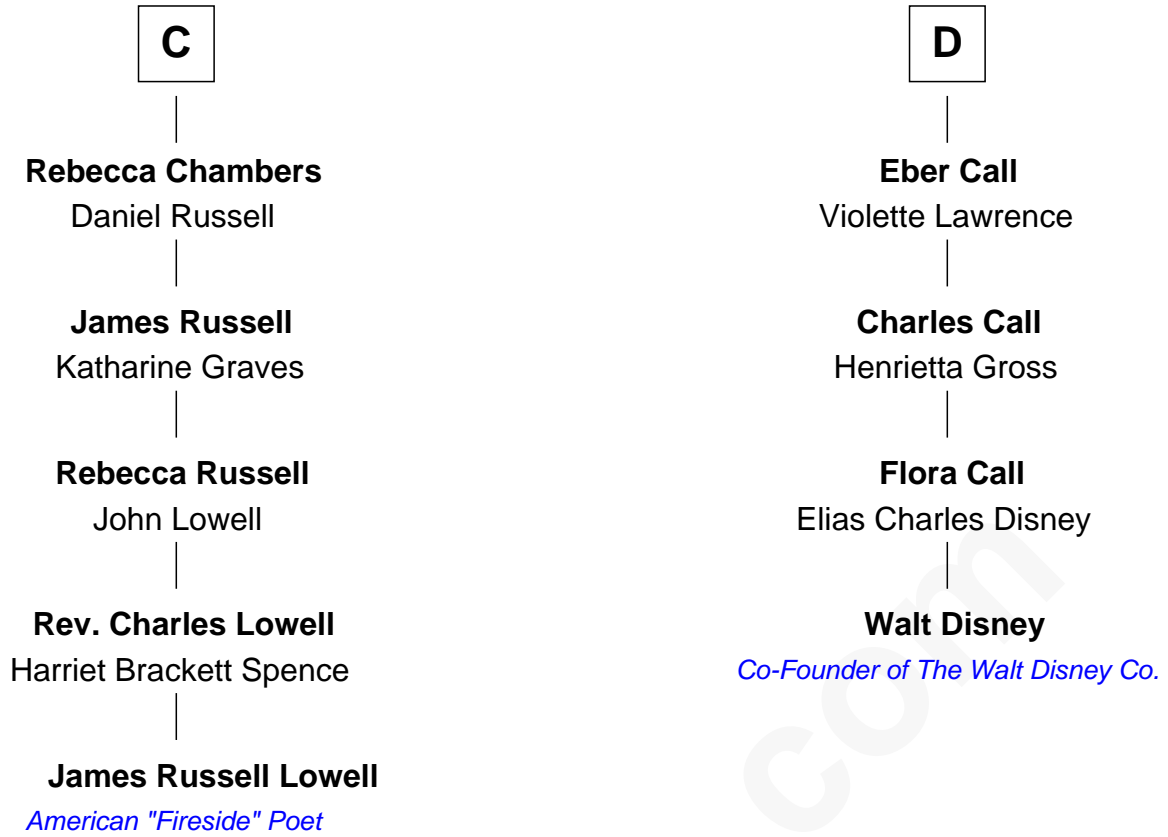 C
Rebecca Chambers
Daniel Russell
James Russell
Katharine Graves
Rebecca Russell
John Lowell
Rev. Charles Lowell
Harriet Brackett Spence
James Russell Lowell
American "Fireside" Poet
D
Eber Call
Violette Lawrence
Charles Call
Henrietta Gross
Flora Call
Elias Charles Disney
Walt Disney
Co-Founder of The Walt Disney Co.
com